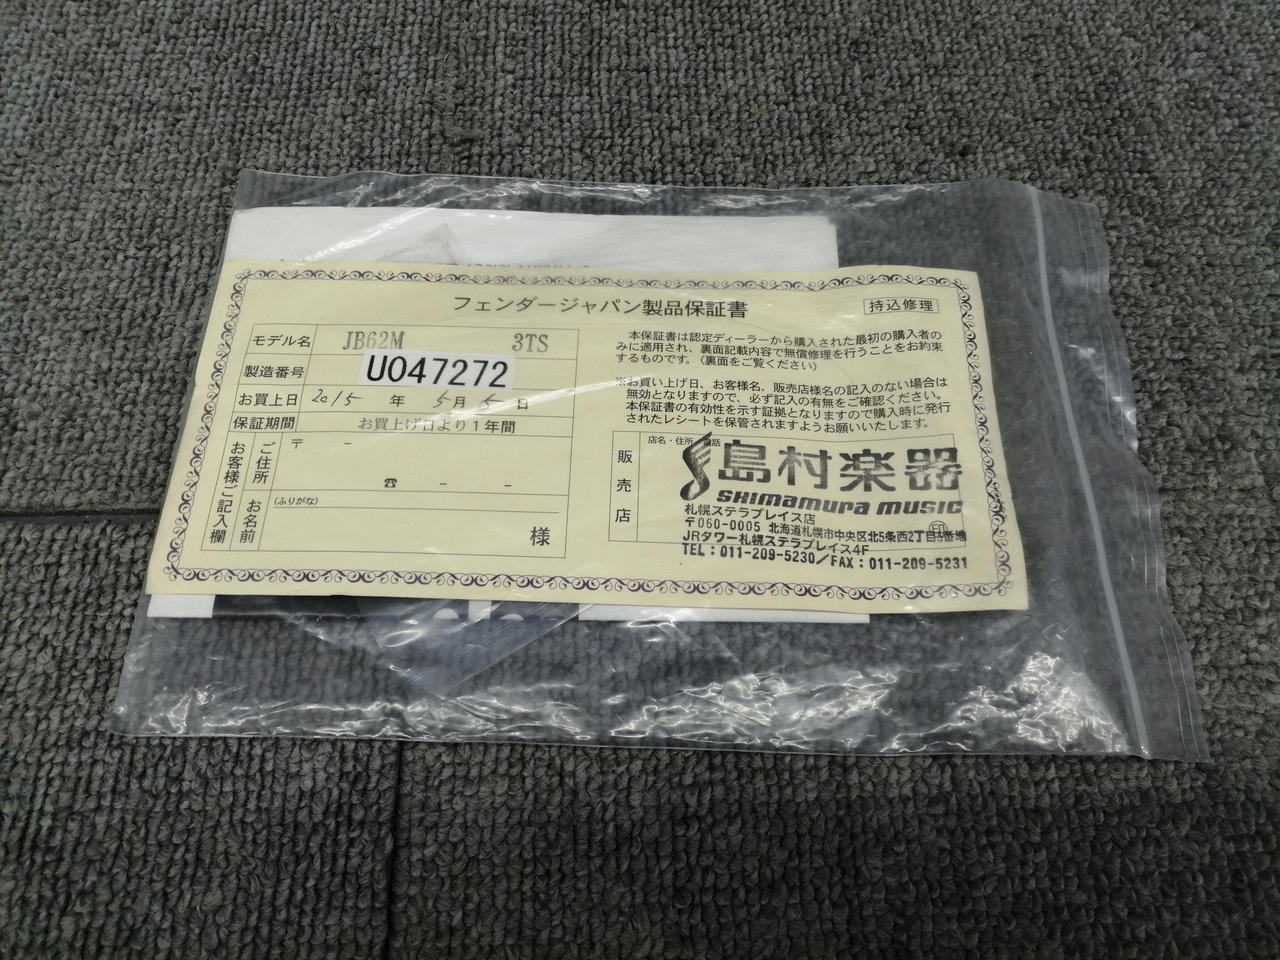 フェンダージャパン製品保証書
持込修理
モデル名 JB62M 3TS
製造番号 U047272
お買上日 2015年 5月 5日
保証期間 お買上げ日より1年間
お客様ご記入欄
ご住所 〒 －
☎ － －
お名前 (ふりがな)
様
本保証書は認定ディーラーから購入された最初の購入者の
みに適用され、裏面記載内容で無償修理を行うことをお約束
するものです。(裏面をご覧ください)
※お買い上げ日、お客様名、販売店様名の記入のない場合は
無効となりますので、必ず記入の有無をご確認ください。
本保証書の有効性を示す証拠となりますので購入時に発行
されたレシートを保管されますようお願いいたします。
販売店
店名・住所・電話
島村楽器
SHIMAMURA MUSIC
札幌ステラプレイス店
〒060-0005 北海道札幌市中央区北5条西2丁目5番地
印
JRタワー札幌ステラプレイス4F
TEL：011-209-5230/FAX：011-209-5231